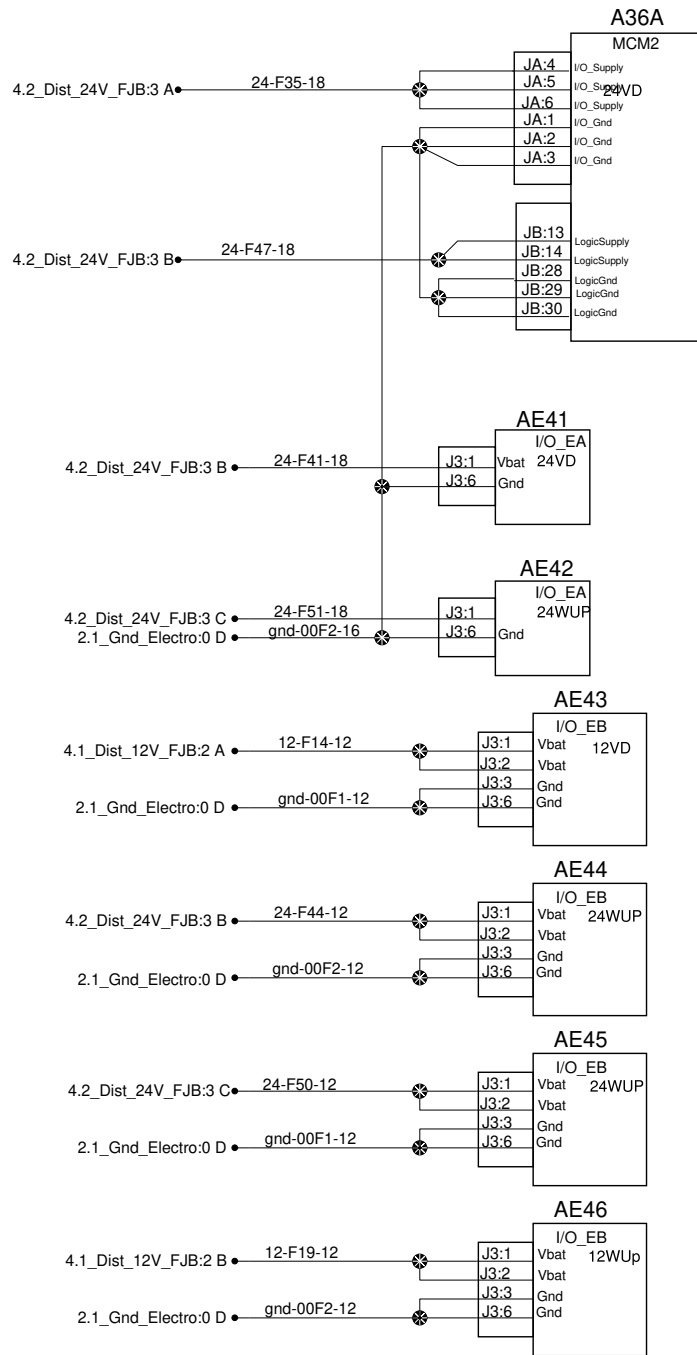 A36A
MCM2
4.2_Dist_24V_FJB:3 A
24-F35-18
JA:4 I/O_Supply
JA:5 I/O_Supply
24VD
JA:6 I/O_Supply
JA:1 I/O_Gnd
JA:2 I/O_Gnd
JA:3 I/O_Gnd
4.2_Dist_24V_FJB:3 B
24-F47-18
JB:13 LogicSupply
JB:14 LogicSupply
JB:28 LogicGnd
JB:29 LogicGnd
JB:30 LogicGnd
AE41
I/O_EA
24VD
4.2_Dist_24V_FJB:3 B
24-F41-18
J3:1 Vbat
J3:6 Gnd
AE42
I/O_EA
24WUP
4.2_Dist_24V_FJB:3 C
24-F51-18
J3:1
2.1_Gnd_Electro:0 D
gnd-00F2-16
J3:6 Gnd
AE43
I/O_EB
12VD
4.1_Dist_12V_FJB:2 A
12-F14-12
J3:1 Vbat
J3:2 Vbat
J3:3 Gnd
2.1_Gnd_Electro:0 D
gnd-00F1-12
J3:6 Gnd
AE44
I/O_EB
24WUP
4.2_Dist_24V_FJB:3 B
24-F44-12
J3:1 Vbat
J3:2 Vbat
J3:3 Gnd
2.1_Gnd_Electro:0 D
gnd-00F2-12
J3:6 Gnd
AE45
I/O_EB
24WUP
4.2_Dist_24V_FJB:3 C
24-F50-12
J3:1 Vbat
J3:2 Vbat
J3:3 Gnd
2.1_Gnd_Electro:0 D
gnd-00F1-12
J3:6 Gnd
AE46
I/O_EB
12WUp
4.1_Dist_12V_FJB:2 B
12-F19-12
J3:1 Vbat
J3:2 Vbat
J3:3 Gnd
2.1_Gnd_Electro:0 D
gnd-00F2-12
J3:6 Gnd